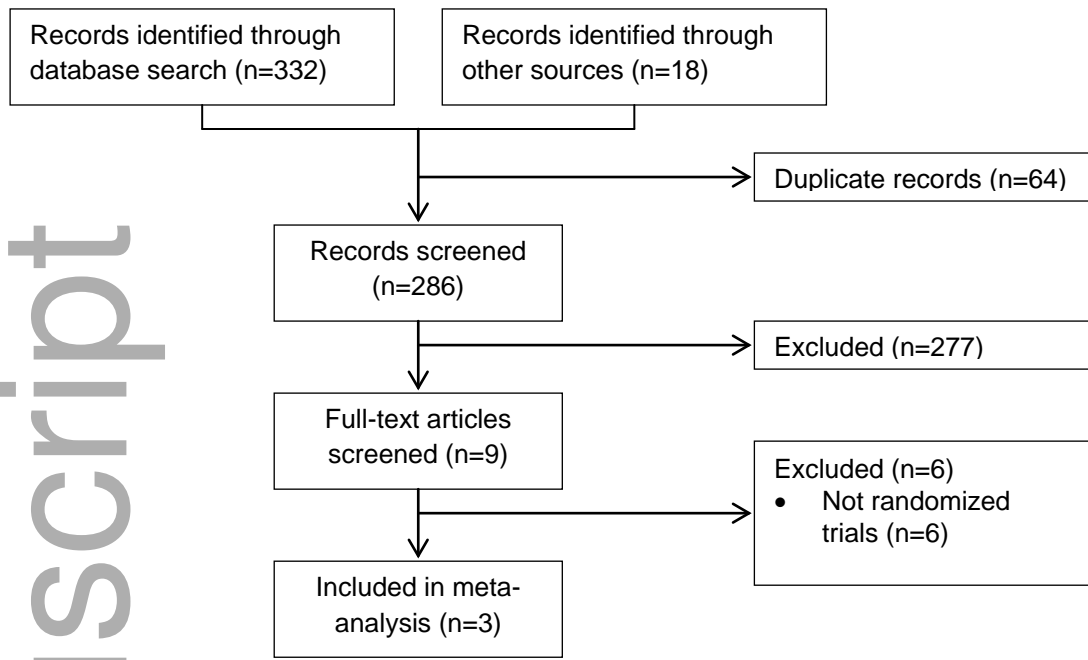 Records identified through
database search (n=332)
Records identified through
other sources (n=18)
Duplicate records (n=64)
Records screened
(n=286)
Excluded (n=277)
Full-text articles
screened (n=9)
Excluded (n=6)
• Not randomized
trials (n=6)
Included in meta-
analysis (n=3)